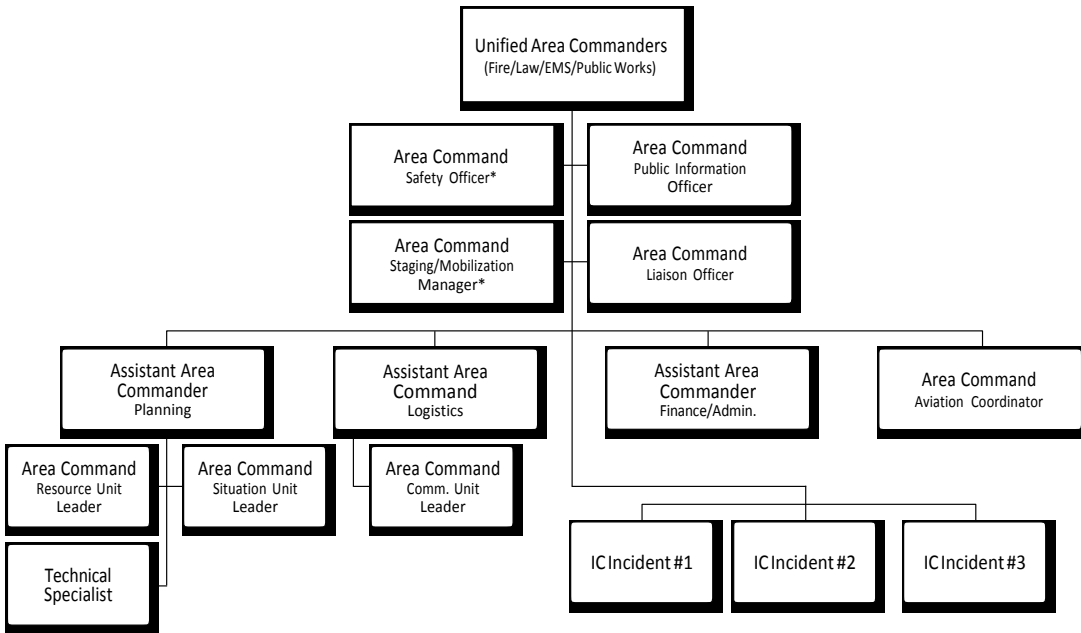 Unified Area Commanders
(Fire/Law/EMS/Public Works)
Area Command
Safety Officer*
Area Command
Public Information
Officer
Area Command
Staging/Mobilization
Manager*
Area Command
Liaison Officer
Assistant Area
Commander
Planning
Assistant Area
Command
Logistics
Assistant Area
Commander
Finance/Admin.
Area Command
Aviation Coordinator
Area Command
Resource Unit
Leader
Area Command
Situation Unit
Leader
Area Command
Comm. Unit
Leader
Technical
Specialist
IC Incident #1
IC Incident #2
IC Incident #3